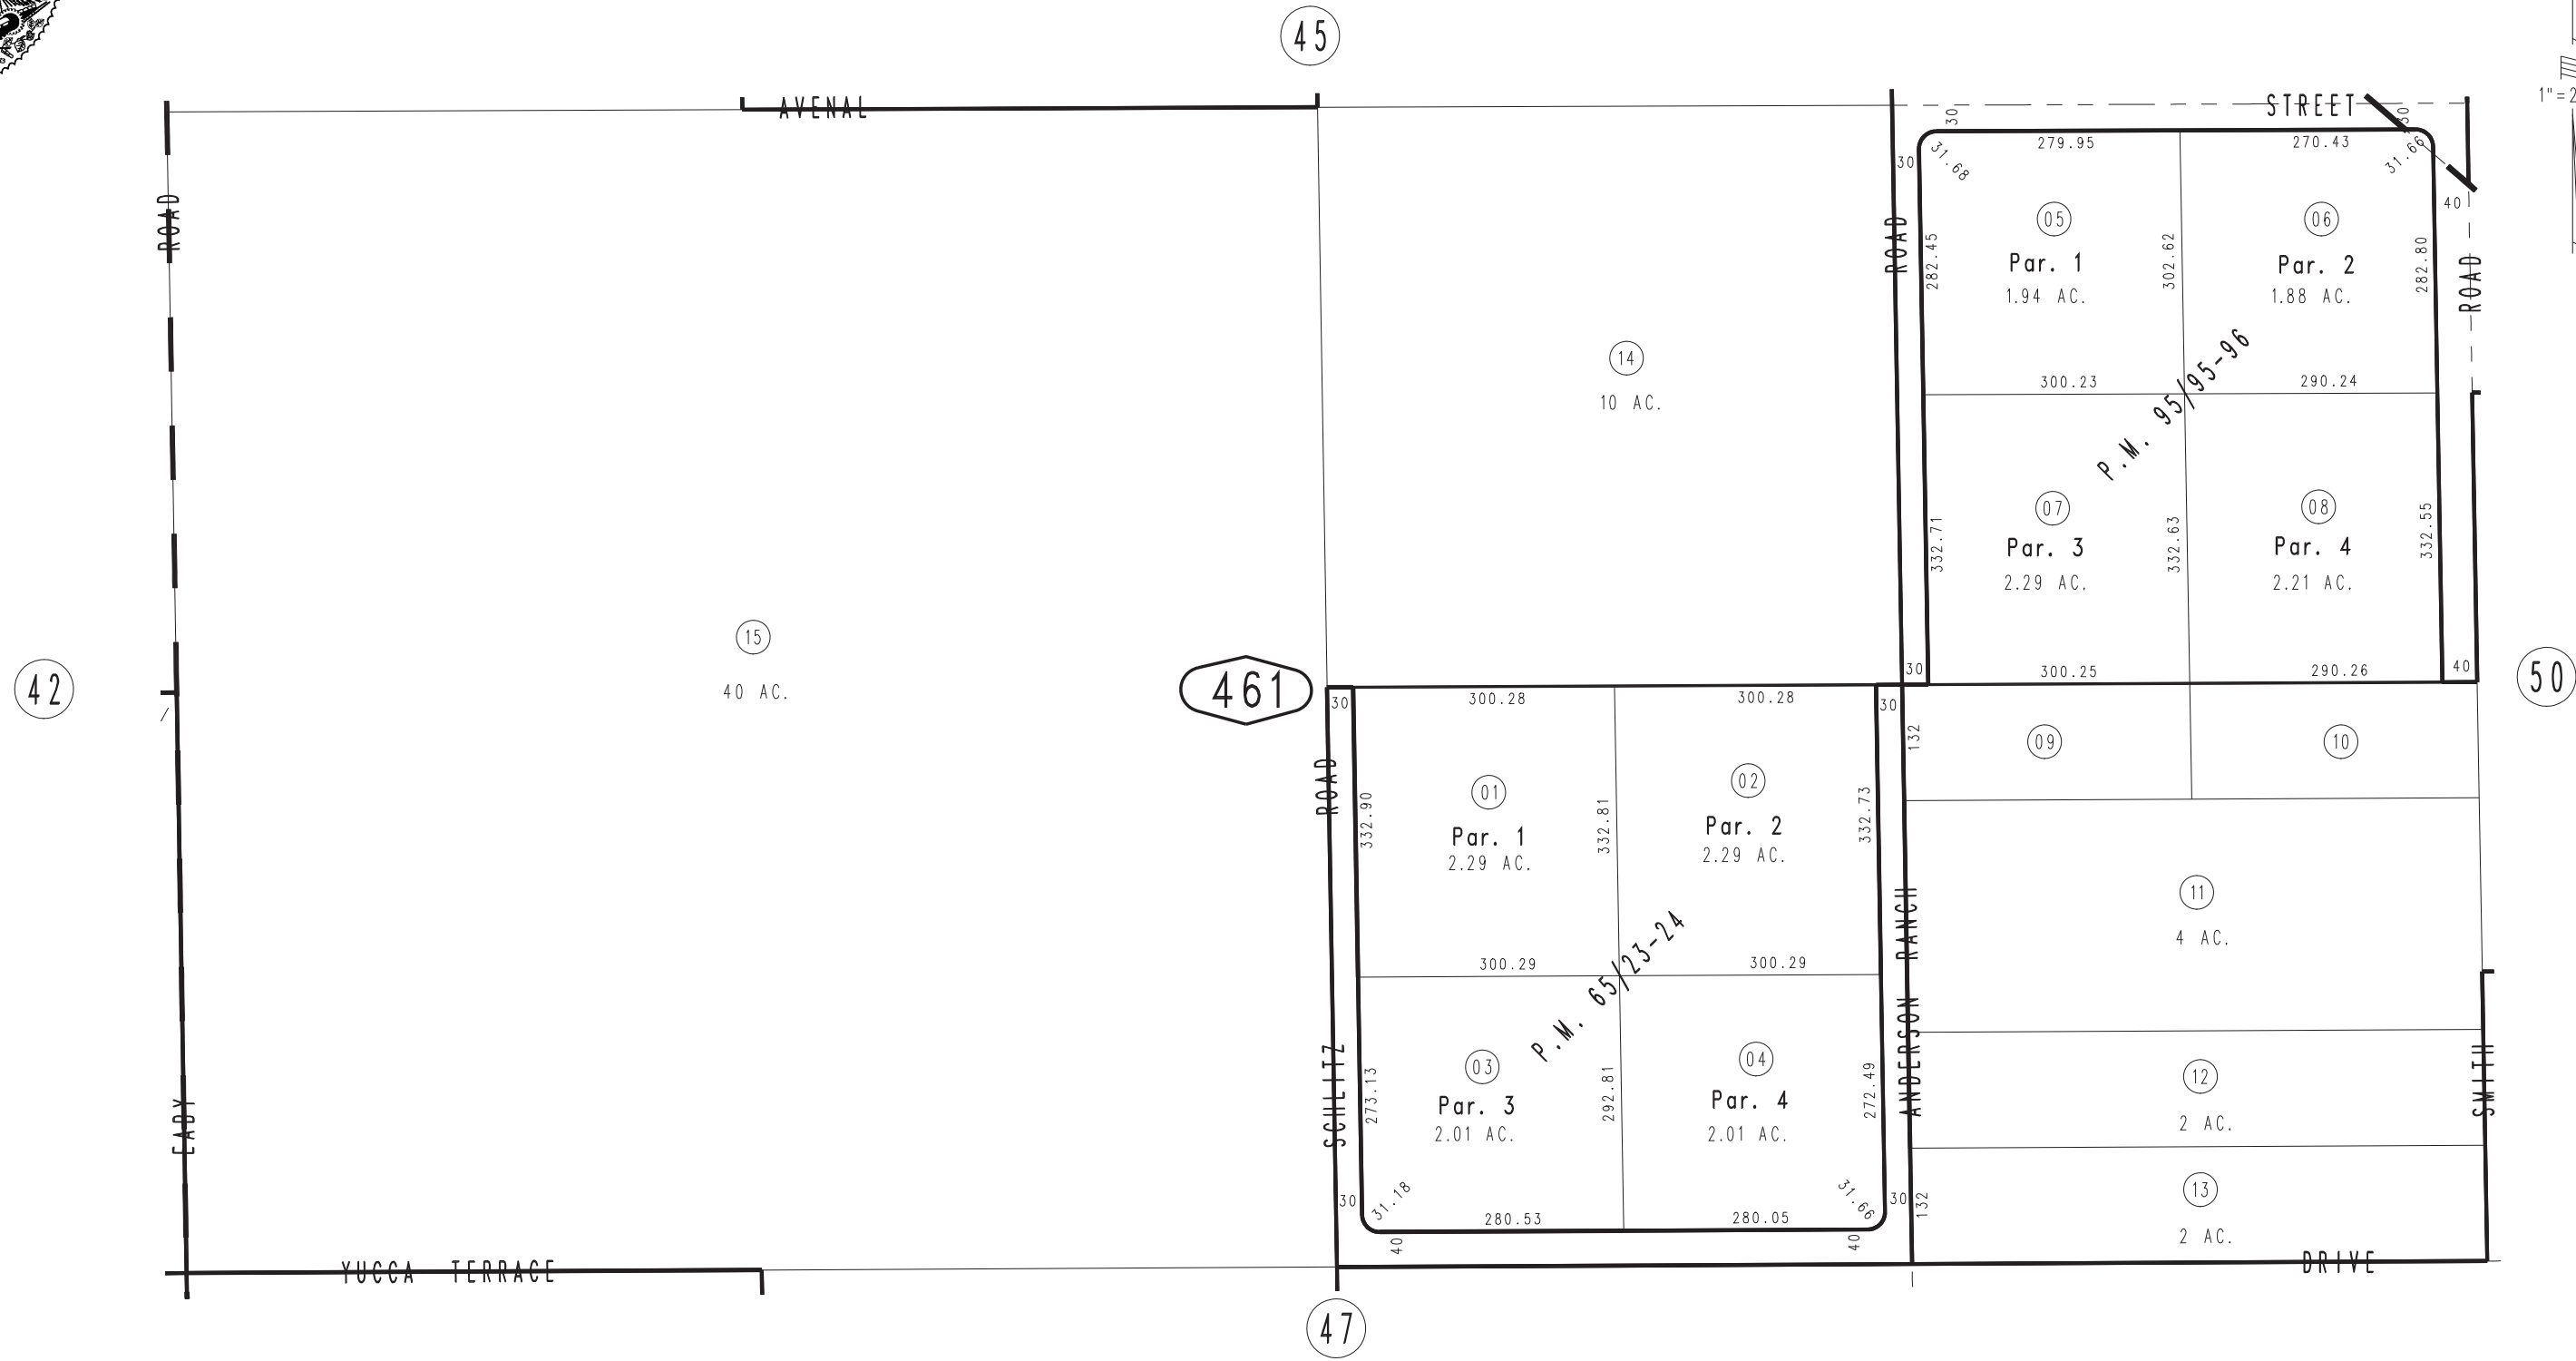 45
1"=2
AVENAL
STREET
30
30
279.95
270.43
30
31.68
31.66
40
ROAD
ROAD
ROAD
05
06
Par. 1
Par. 2
1.94 AC.
1.88 AC.
282.45
302.62
282.80
14
10 AC.
P.M. 95/95-96
300.23
290.24
07
08
Par. 3
Par. 4
2.29 AC.
2.21 AC.
332.71
332.63
332.55
15
40 AC.
42
461
50
30
300.25
290.26
40
30
300.28
300.28
30
132
09
10
ROAD
01
02
Par. 1
Par. 2
2.29 AC.
2.29 AC.
332.90
332.81
332.73
11
4 AC.
ANDERSON RANCH
P.M. 65/23-24
300.29
300.29
03
04
Par. 3
Par. 4
2.01 AC.
2.01 AC.
273.13
292.81
272.49
EADY
SCHLITZ
SMITH
12
2 AC.
13
2 AC.
30
31.18
31.66
30
132
280.53
280.05
40
40
YUCCA TERRACE
DRIVE
47